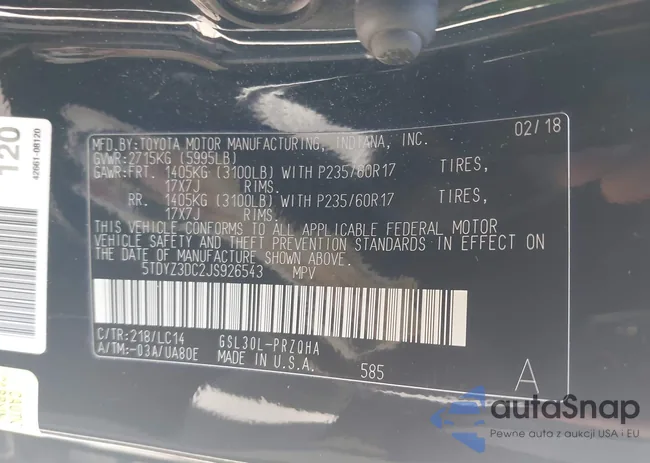 120
42661-08120
MFD.BY:TOYOTA MOTOR MANUFACTURING, INDIANA, INC. 02/18
GVWR:2715KG (5995LB)
GAWR:FRT. 1405KG (3100LB) WITH P235/60R17 TIRES,
17X7J RIMS.
RR. 1405KG (3100LB) WITH P235/60R17 TIRES,
17X7J RIMS.
THIS VEHICLE CONFORMS TO ALL APPLICABLE FEDERAL MOTOR
VEHICLE SAFETY AND THEFT PREVENTION STANDARDS IN EFFECT ON
THE DATE OF MANUFACTURE SHOWN ABOVE.
5TDYZ3DC2JS926543 MPV
C/TR:218/LC14 GSL30L-PRZQHA
A/TM:-03A/UA80E MADE IN U.S.A. 585 A
autoSnap
Pewne auta z aukcji USA i EU